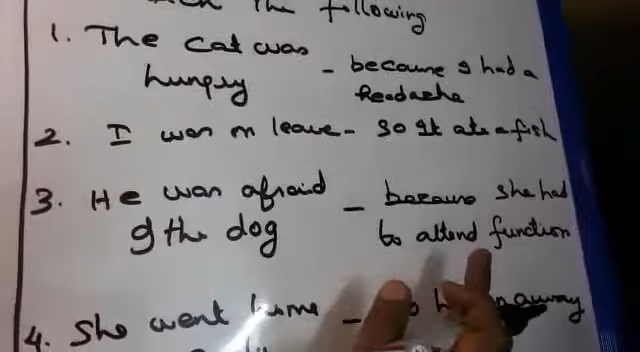 the following
1. The cat was - because I had a
hungry headache
2. I was on leave - so it ate a fish
3. He was afraid - because she had
of the dog to attend function
4. She went home - away